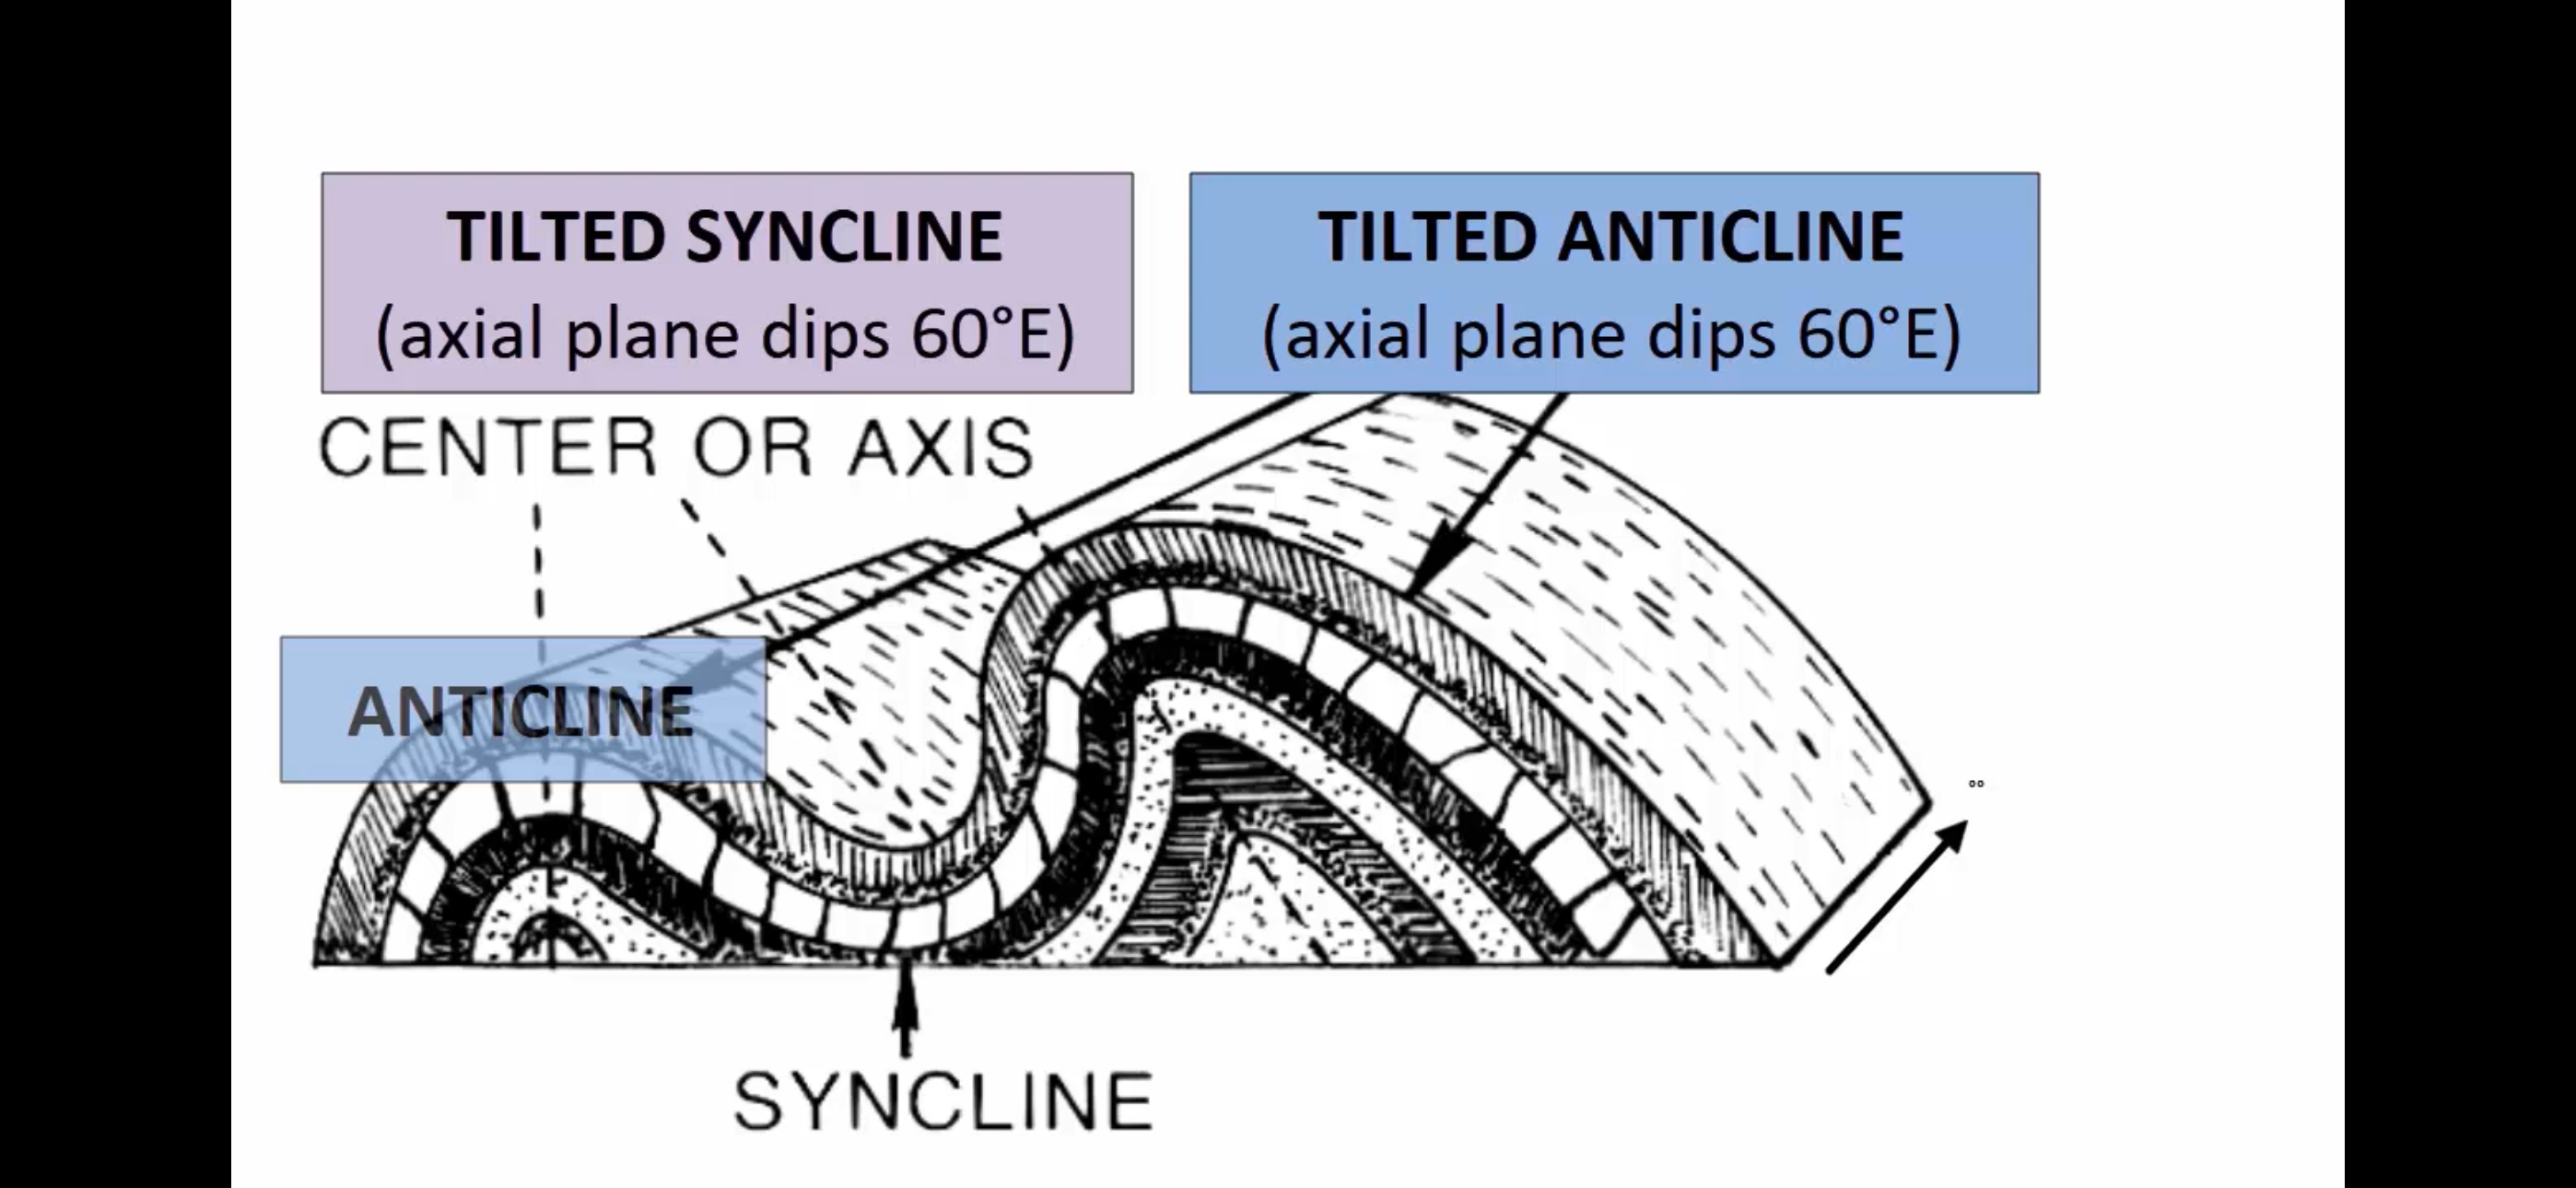 TILTED SYNCLINE
(axial plane dips 60°E)
TILTED ANTICLINE
(axial plane dips 60°E)
CENTER OR AXIS
ANTICLINE
SYNCLINE